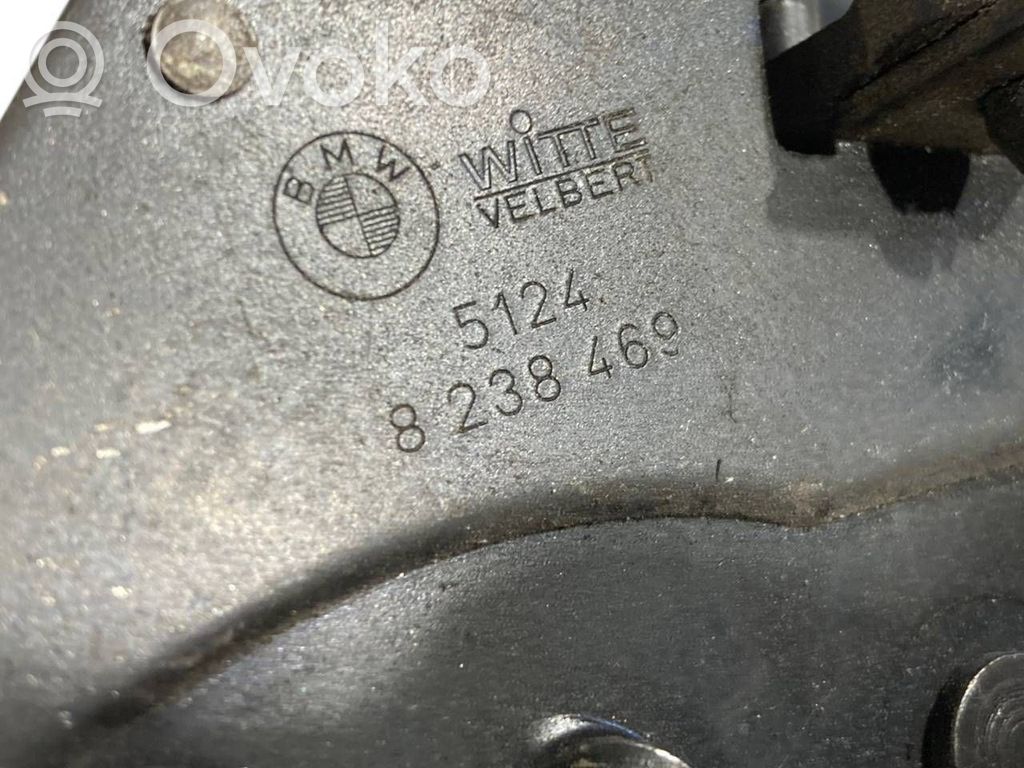 Ovoko
BMW
WiTTE
VELBERT
5124
8 238 469